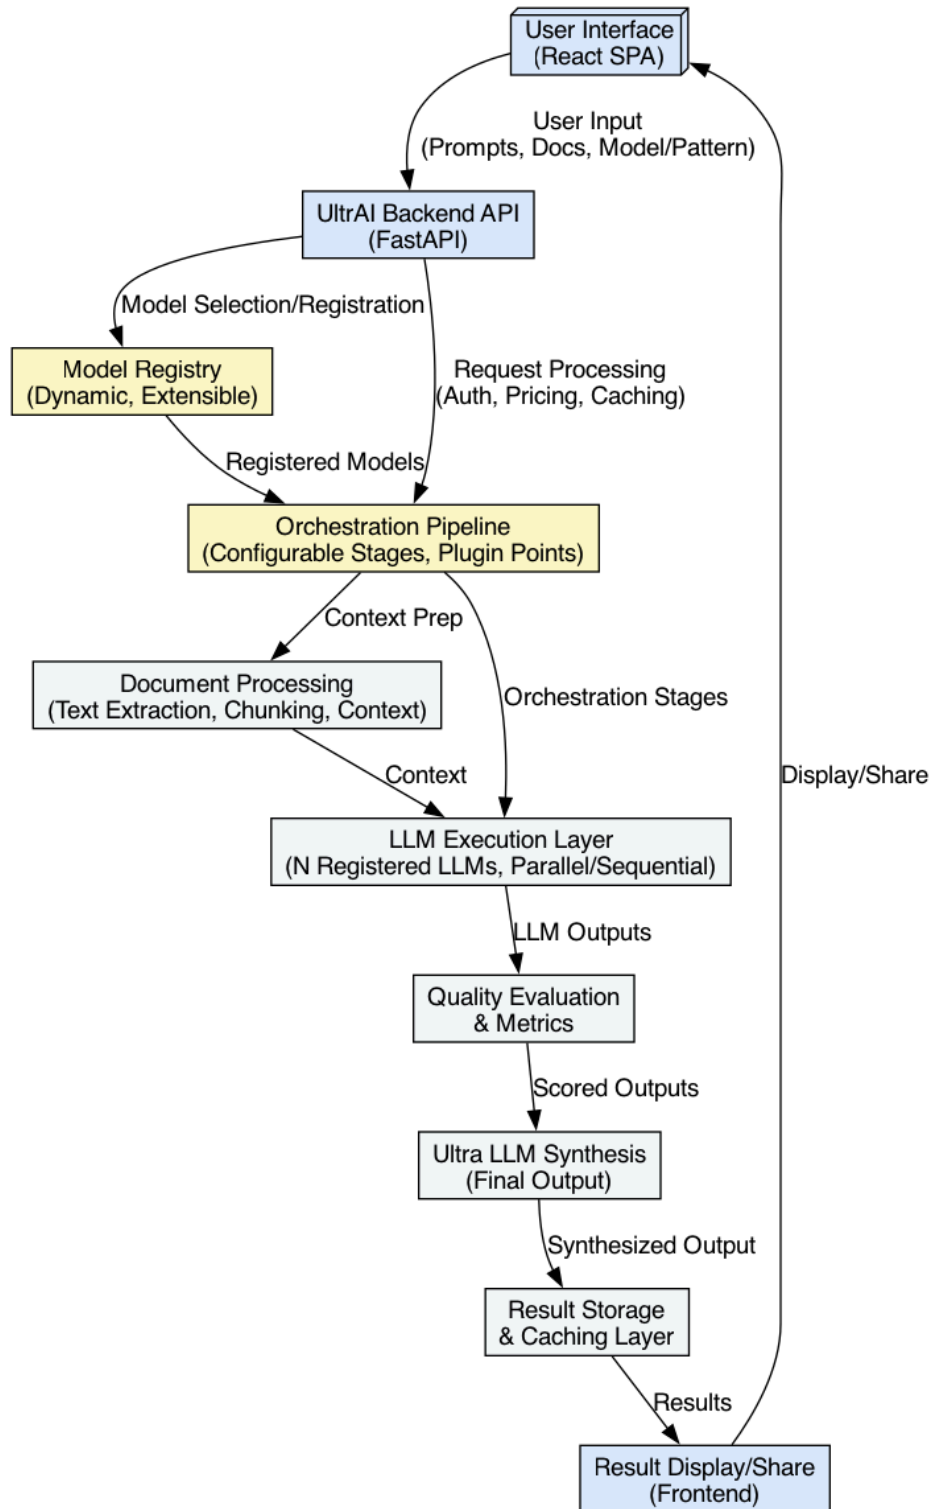 User Interface
(React SPA)
User Input
(Prompts, Docs, Model/Pattern)
UltrAI Backend API
(FastAPI)
Model Selection/Registration
Model Registry
(Dynamic, Extensible)
Request Processing
(Auth, Pricing, Caching)
Registered Models
Orchestration Pipeline
(Configurable Stages, Plugin Points)
Context Prep
Document Processing
(Text Extraction, Chunking, Context)
Orchestration Stages
Context
Display/Share
LLM Execution Layer
(N Registered LLMs, Parallel/Sequential)
LLM Outputs
Quality Evaluation
& Metrics
Scored Outputs
Ultra LLM Synthesis
(Final Output)
Synthesized Output
Result Storage
& Caching Layer
Results
Result Display/Share
(Frontend)